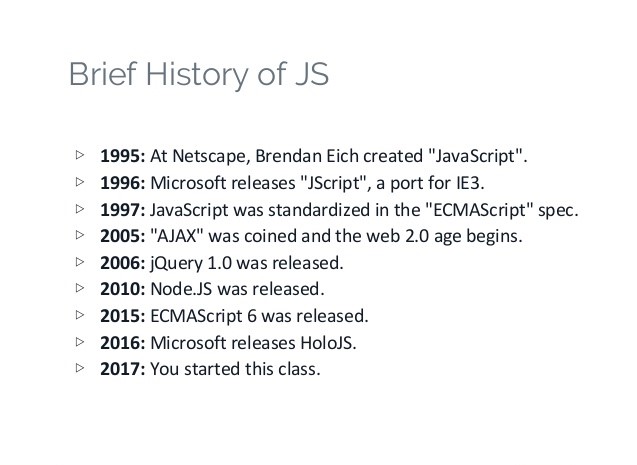 Brief History of JS
▷ 1995: At Netscape, Brendan Eich created "JavaScript".
▷ 1996: Microsoft releases "JScript", a port for IE3.
▷ 1997: JavaScript was standardized in the "ECMAScript" spec.
▷ 2005: "AJAX" was coined and the web 2.0 age begins.
▷ 2006: jQuery 1.0 was released.
▷ 2010: Node.JS was released.
▷ 2015: ECMAScript 6 was released.
▷ 2016: Microsoft releases HoloJS.
▷ 2017: You started this class.